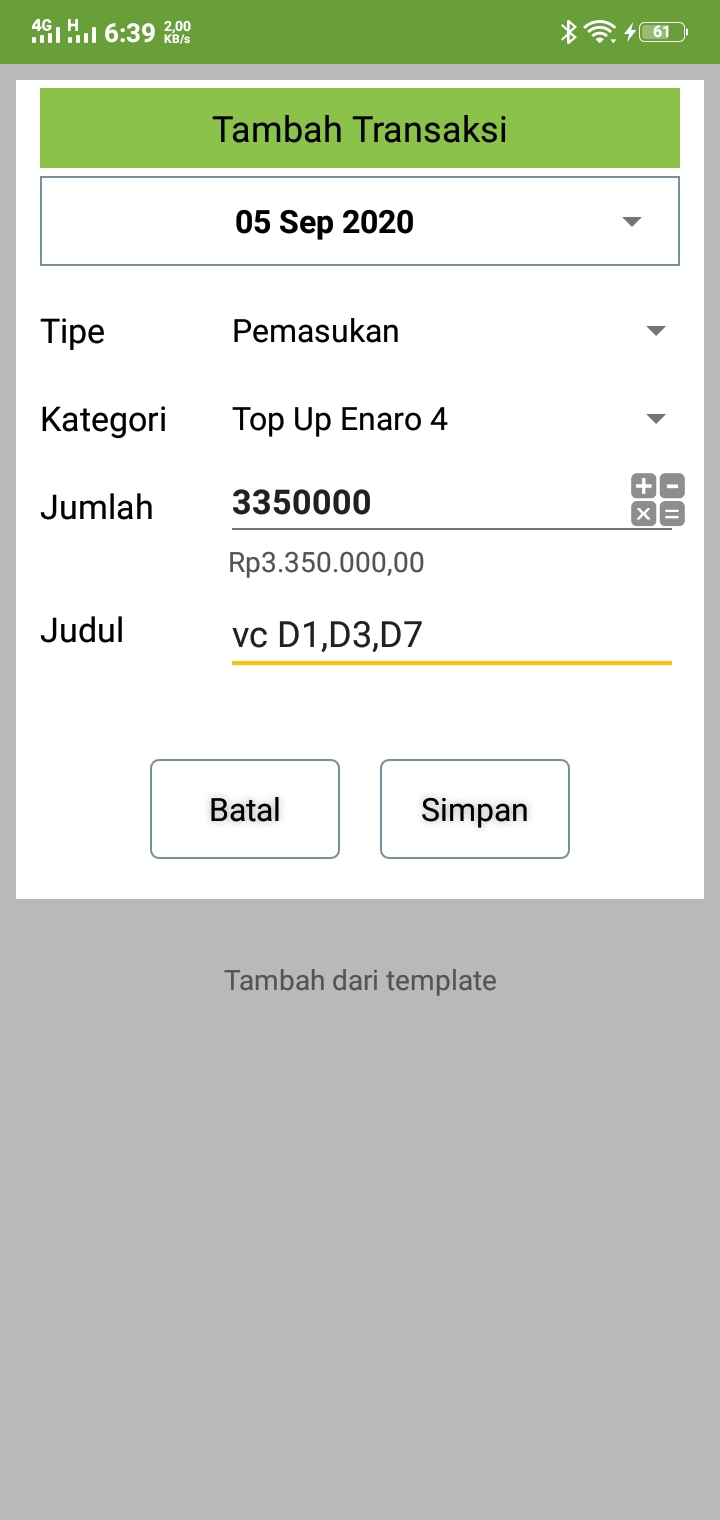 4G H 6:39 2,00 KB/s 61
Tambah Transaksi
05 Sep 2020
Tipe Pemasukan
Kategori Top Up Enaro 4
Jumlah 3350000
Rp3.350.000,00
Judul vc D1,D3,D7
Batal Simpan
Tambah dari template